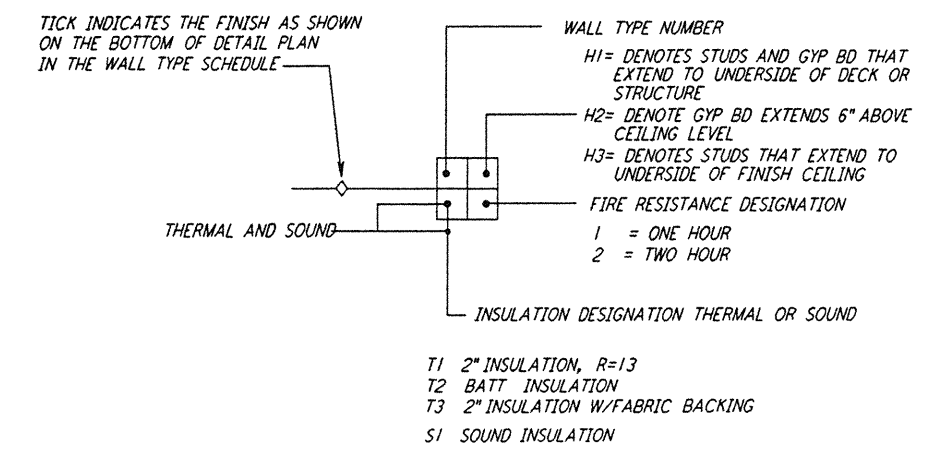 TICK INDICATES THE FINISH AS SHOWN
ON THE BOTTOM OF DETAIL PLAN
IN THE WALL TYPE SCHEDULE
WALL TYPE NUMBER
H1= DENOTES STUDS AND GYP BD THAT
EXTEND TO UNDERSIDE OF DECK OR
STRUCTURE
H2= DENOTE GYP BD EXTENDS 6" ABOVE
CEILING LEVEL
H3= DENOTES STUDS THAT EXTEND TO
UNDERSIDE OF FINISH CEILING
FIRE RESISTANCE DESIGNATION
1 = ONE HOUR
2 = TWO HOUR
THERMAL AND SOUND
INSULATION DESIGNATION THERMAL OR SOUND
T1 2" INSULATION, R=13
T2 BATT INSULATION
T3 2" INSULATION W/FABRIC BACKING
S1 SOUND INSULATION